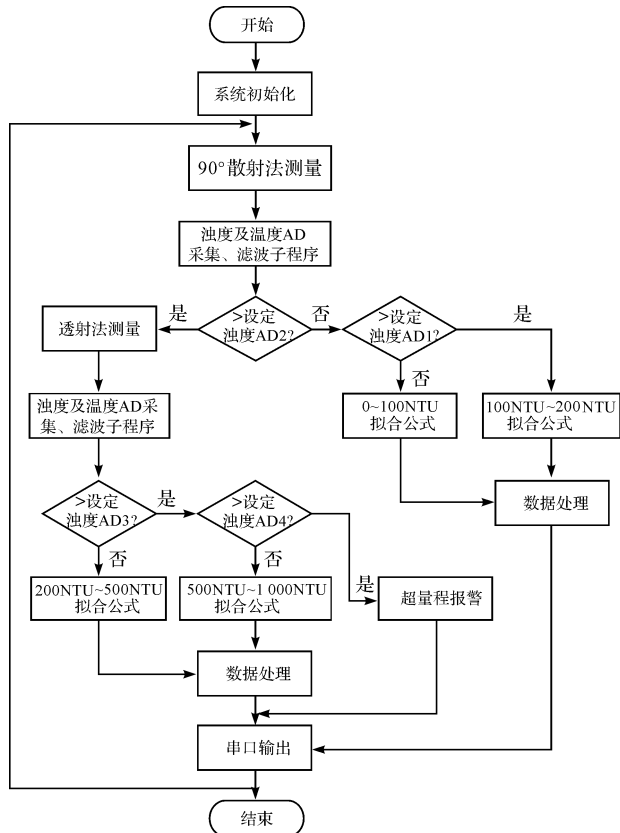 开始
系统初始化
90°散射法测量
浊度及温度AD
采集、滤波子程序
>设定
浊度AD2?
是
否
透射法测量
>设定
浊度AD1?
是
否
浊度及温度AD采
集、滤波子程序
0~100NTU
拟合公式
100NTU~200NTU
拟合公式
数据处理
>设定
浊度AD3?
是
否
>设定
浊度AD4?
否
是
200NTU~500NTU
拟合公式
500NTU~1 000NTU
拟合公式
超量程报警
数据处理
串口输出
结束